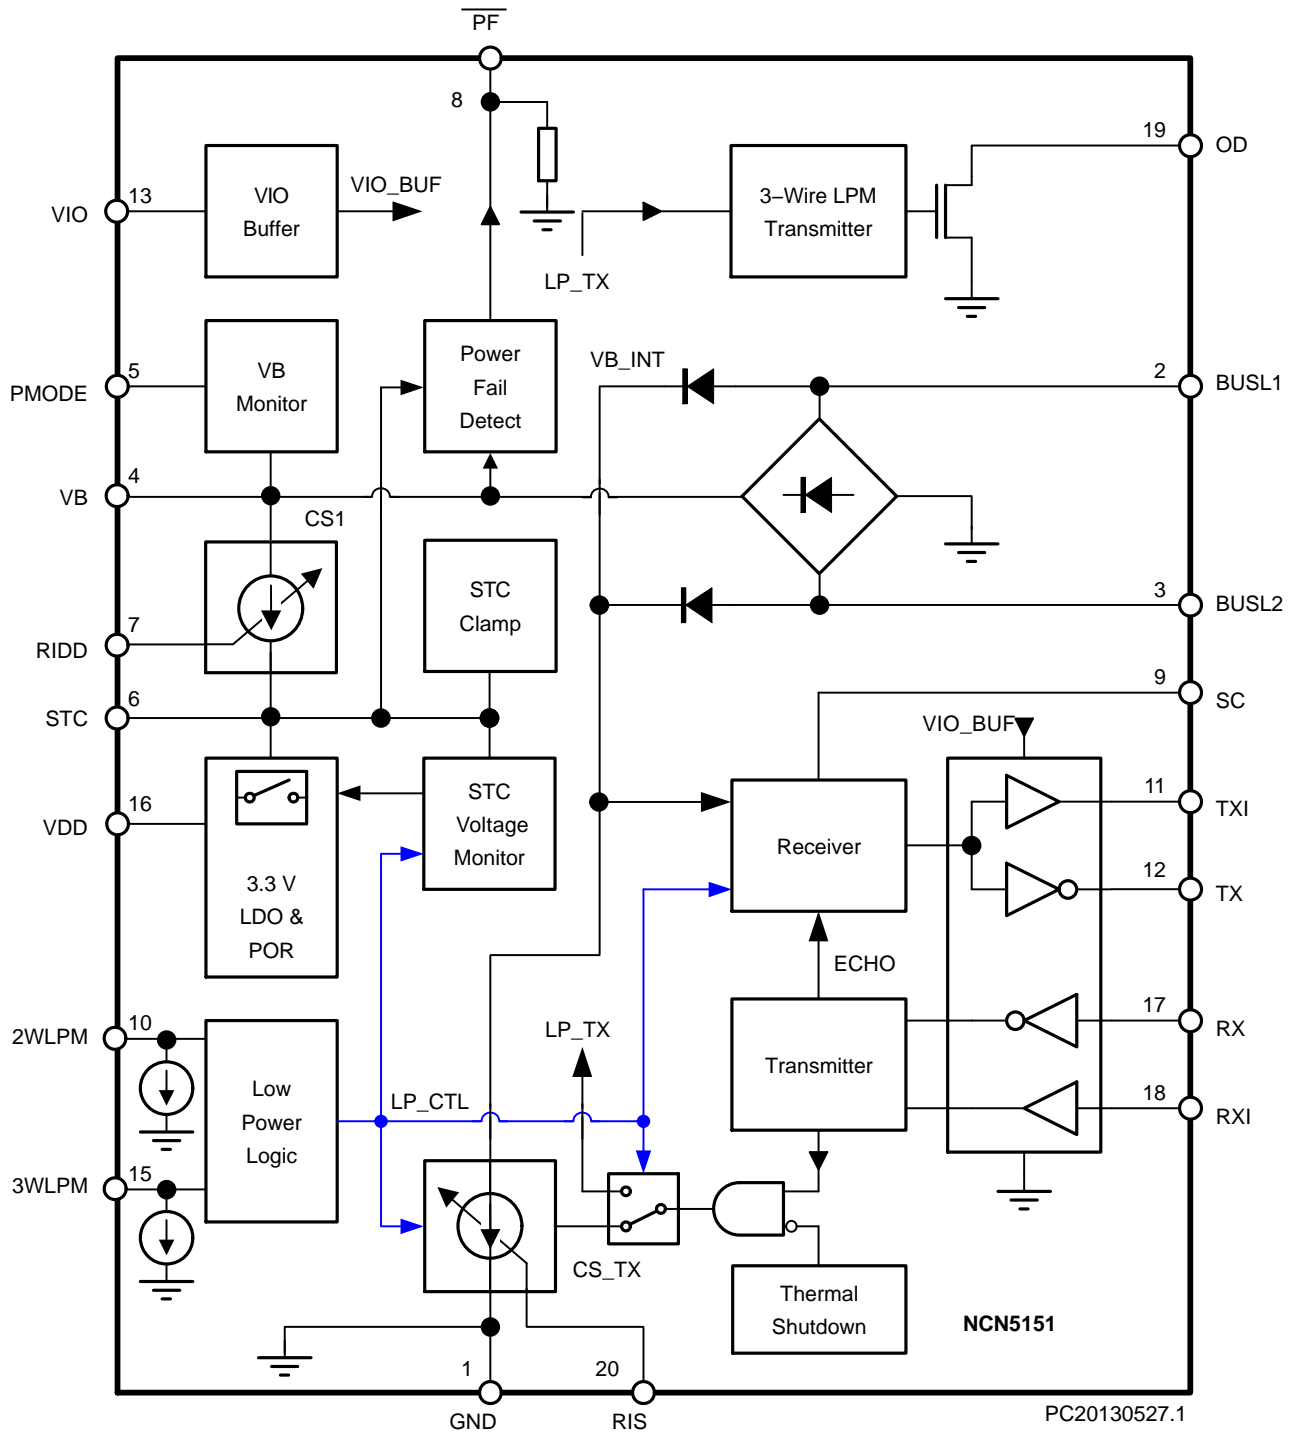 PF
8
19
OD
13
VIO
VIO
Buffer
VIO_BUF
3–Wire LPM
Transmitter
LP_TX
5
PMODE
VB
Monitor
Power
Fail
Detect
VB_INT
2
BUSL1
4
VB
CS1
STC
Clamp
3
BUSL2
7
RIDD
6
STC
9
SC
VIO_BUF
16
VDD
STC
Voltage
Monitor
Receiver
11
TXI
12
TX
3.3 V
LDO &
POR
ECHO
10
2WLPM
LP_TX
17
RX
Low
Power
Logic
LP_CTL
Transmitter
18
RXI
15
3WLPM
CS_TX
Thermal
Shutdown
NCN5151
1
20
GND
RIS
PC20130527.1